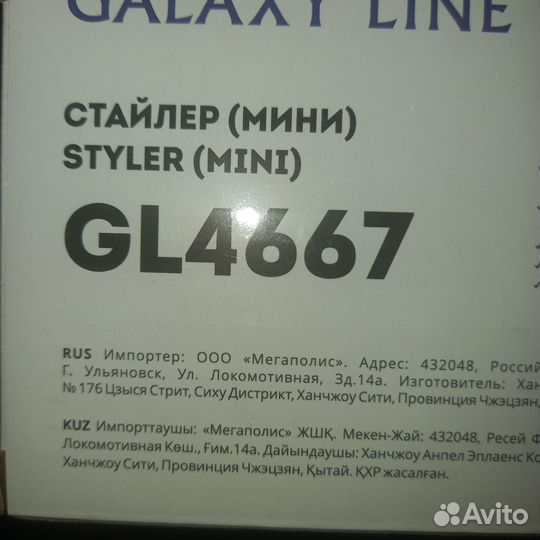 GALAXY LINE
СТАЙЛЕР (МИНИ)
STYLER (MINI)
GL4667
RUS Импортер: ООО «Мегаполис». Адрес: 432048,
Г. Ульяновск, Ул. Локомотивная, Зд.14а. Изготовитель:
№ 176 Цзыся Стрит, Сиху Дистрикт, Ханчжоу Сити, Провинция Чжэцзян,
KUZ Импорттаушы: «Мегаполис» ЖШҚ. Мекен-Жай: 432048, Ресей
Локомотивная Көш., Ғим.14а. Дайындаушы: Ханчжоу Анпел Эплаенс
Ханчжоу Сити, Провинция Чжэцзян, Қытай. ҚХР жасалған.
Avito